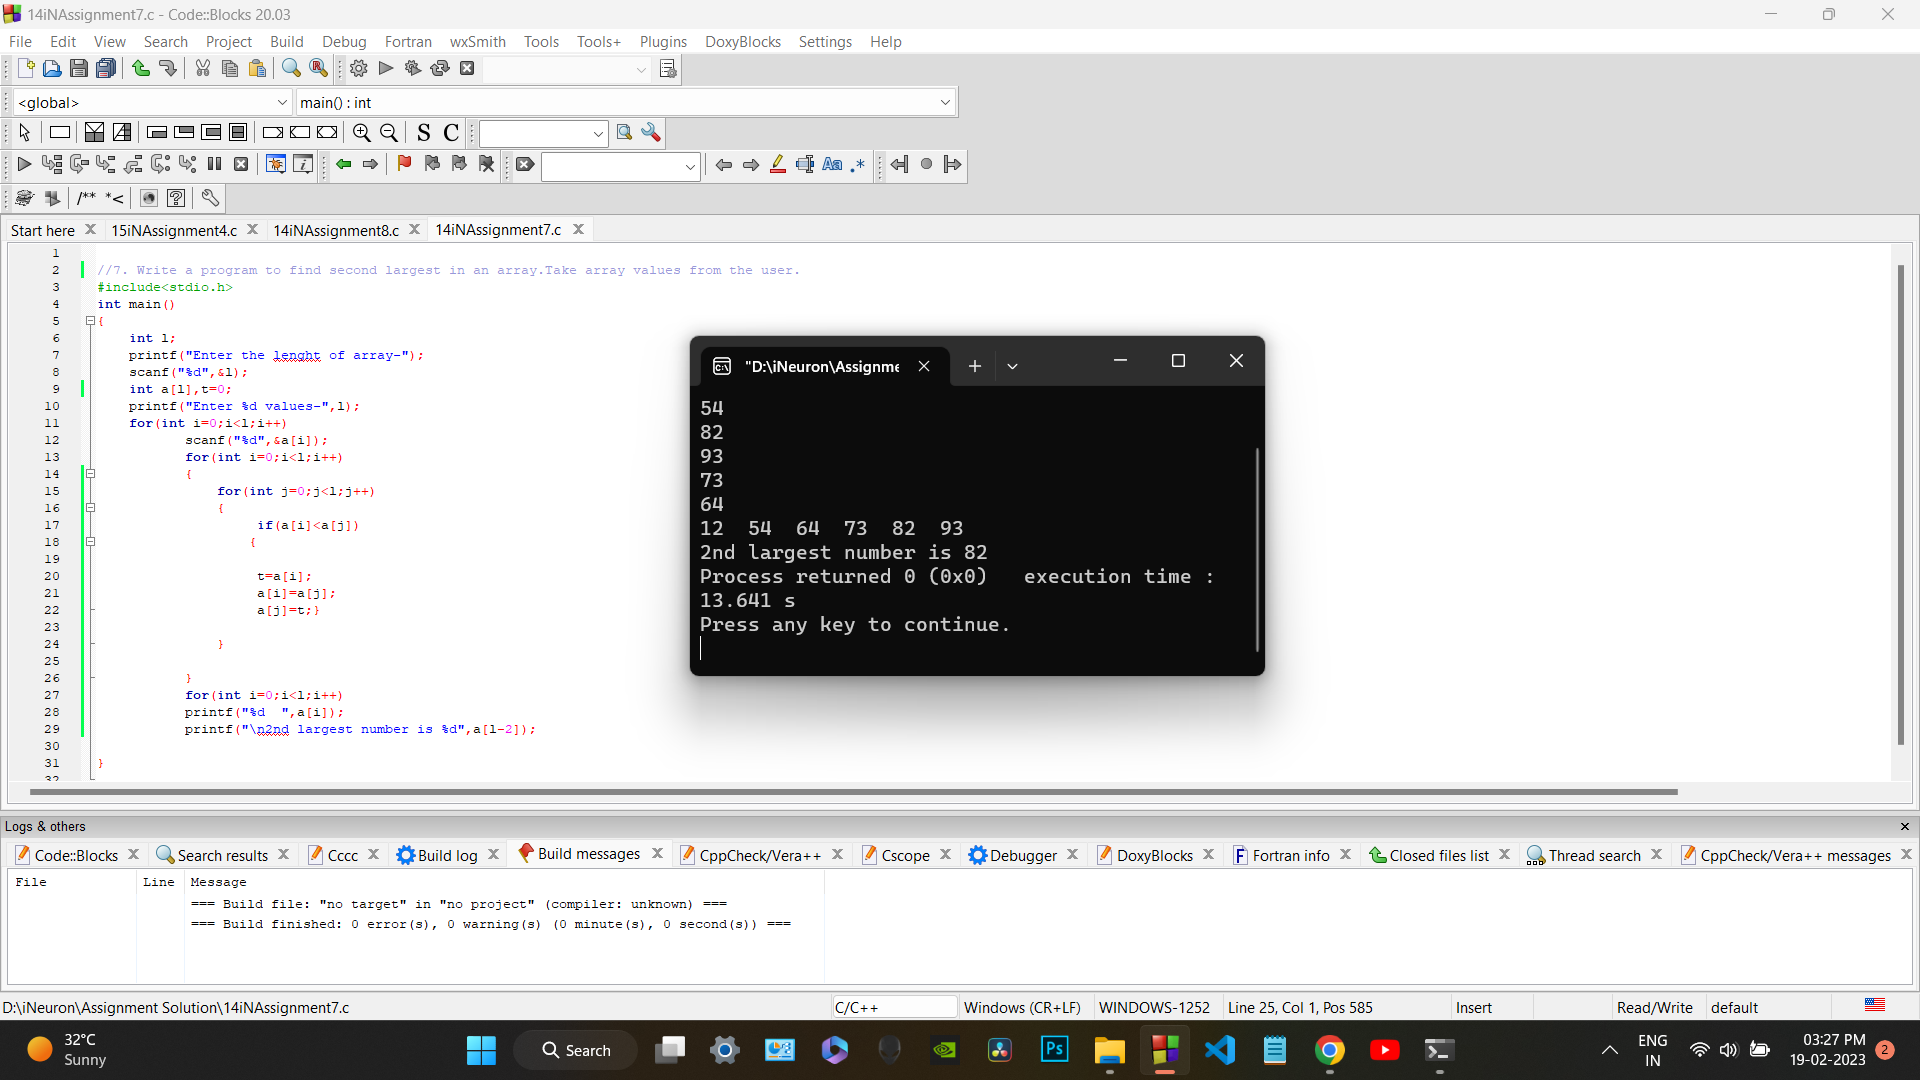 14iNAssignment7.c - Code::Blocks 20.03
File Edit View Search Project Build Debug Fortran wxSmith Tools Tools+ Plugins DoxyBlocks Settings Help
<global> main() : int
S C
Aa .*
/** *<
Start here 15iNAssignment4.c 14iNAssignment8.c 14iNAssignment7.c
1
2 //7. Write a program to find second largest in an array.Take array values from the user.
3 #include<stdio.h>
4 int main()
5 {
6 int l;
7 printf("Enter the lenght of array-");
8 scanf("%d",&l);
9 int a[l],t=0;
10 printf("Enter %d values-",l);
11 for(int i=0;i<l;i++)
12 scanf("%d",&a[i]);
13 for(int i=0;i<l;i++)
14 {
15 for(int j=0;j<l;j++)
16 {
17 if(a[i]<a[j])
18 {
19
20 t=a[i];
21 a[i]=a[j];
22 a[j]=t;}
23
24 }
25
26 }
27 for(int i=0;i<l;i++)
28 printf("%d  ",a[i]);
29 printf("\n2nd largest number is %d",a[l-2]);
30
31 }
32
"D:\iNeuron\Assignme
54
82
93
73
64
12  54  64  73  82  93
2nd largest number is 82
Process returned 0 (0x0)   execution time :
13.641 s
Press any key to continue.
Logs & others
Code::Blocks Search results Cccc Build log Build messages CppCheck/Vera++ Cscope Debugger DoxyBlocks Fortran info Closed files list Thread search CppCheck/Vera++ messages
File Line Message
=== Build file: "no target" in "no project" (compiler: unknown) ===
=== Build finished: 0 error(s), 0 warning(s) (0 minute(s), 0 second(s)) ===
D:\iNeuron\Assignment Solution\14iNAssignment7.c C/C++ Windows (CR+LF) WINDOWS-1252 Line 25, Col 1, Pos 585 Insert Read/Write default
32°C
Sunny
Search
Ps
ENG
IN
03:27 PM
19-02-2023
2